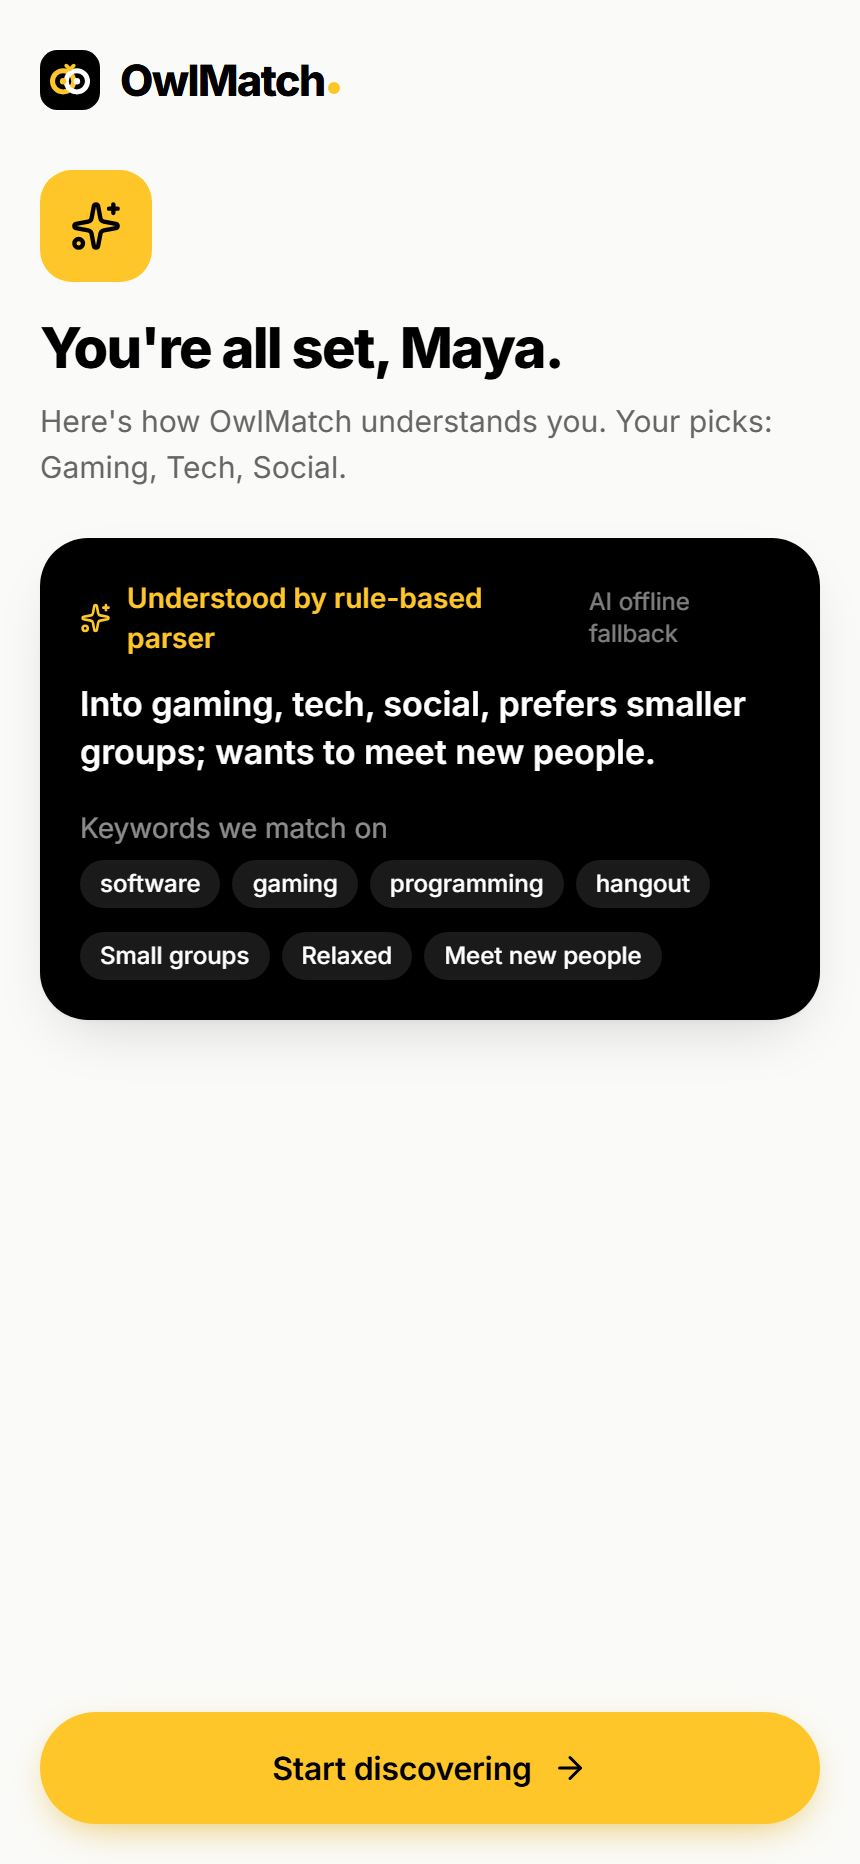 OwlMatch
You're all set, Maya.
Here's how OwlMatch understands you. Your picks:
Gaming, Tech, Social.
Understood by rule-based
parser
AI offline
fallback
Into gaming, tech, social, prefers smaller
groups; wants to meet new people.
Keywords we match on
software gaming programming hangout
Small groups Relaxed Meet new people
Start discovering →